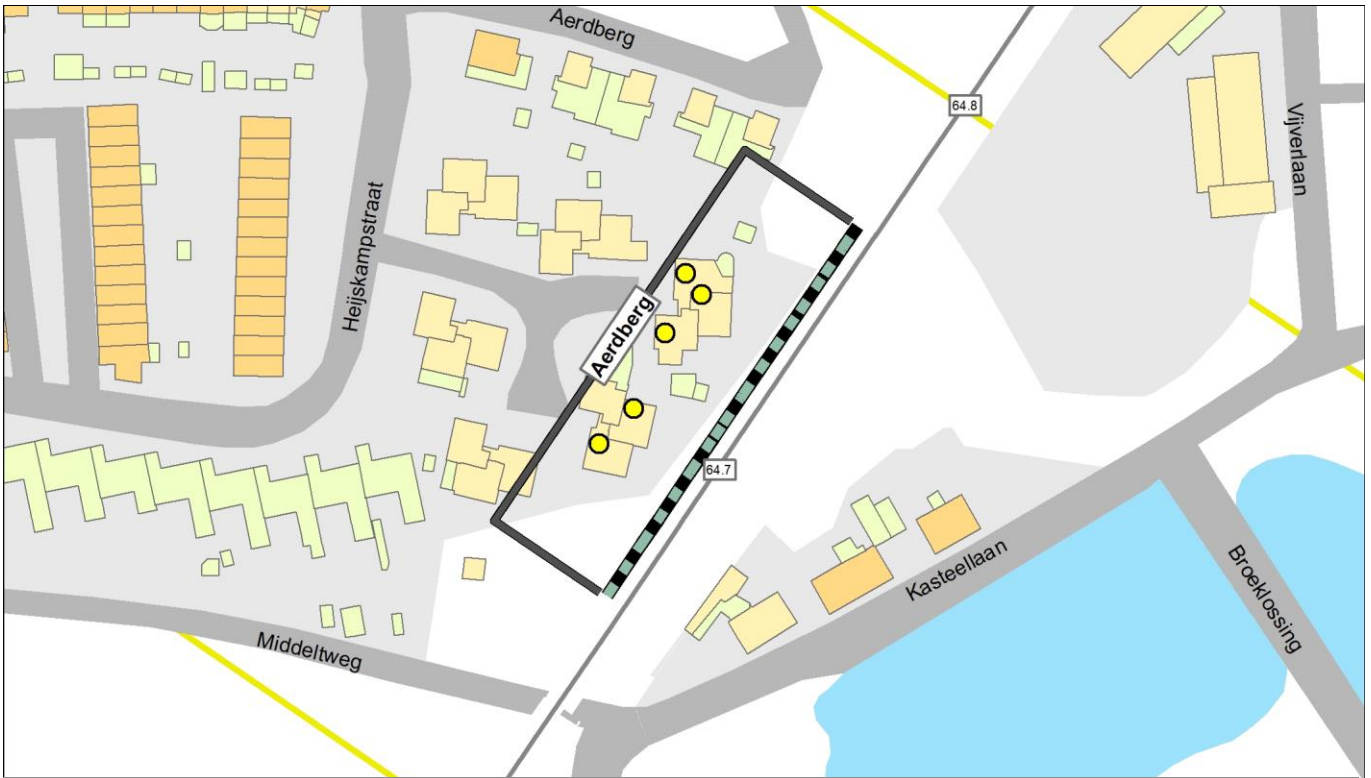 Aerdberg
64.8
Vijverlaan
Heijskampstraat
Aerdberg
64.7
Kasteellaan
Broeklossing
Middeltweg